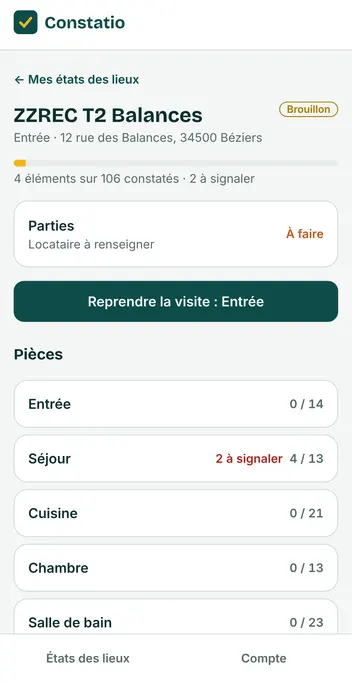 Constatio
← Mes états des lieux
ZZREC T2 Balances
Brouillon
Entrée · 12 rue des Balances, 34500 Béziers
4 éléments sur 106 constatés · 2 à signaler
Parties
Locataire à renseigner
À faire
Reprendre la visite : Entrée
Pièces
Entrée 0 / 14
Séjour 2 à signaler 4 / 13
Cuisine 0 / 21
Chambre 0 / 13
Salle de bain 0 / 23
États des lieux Compte